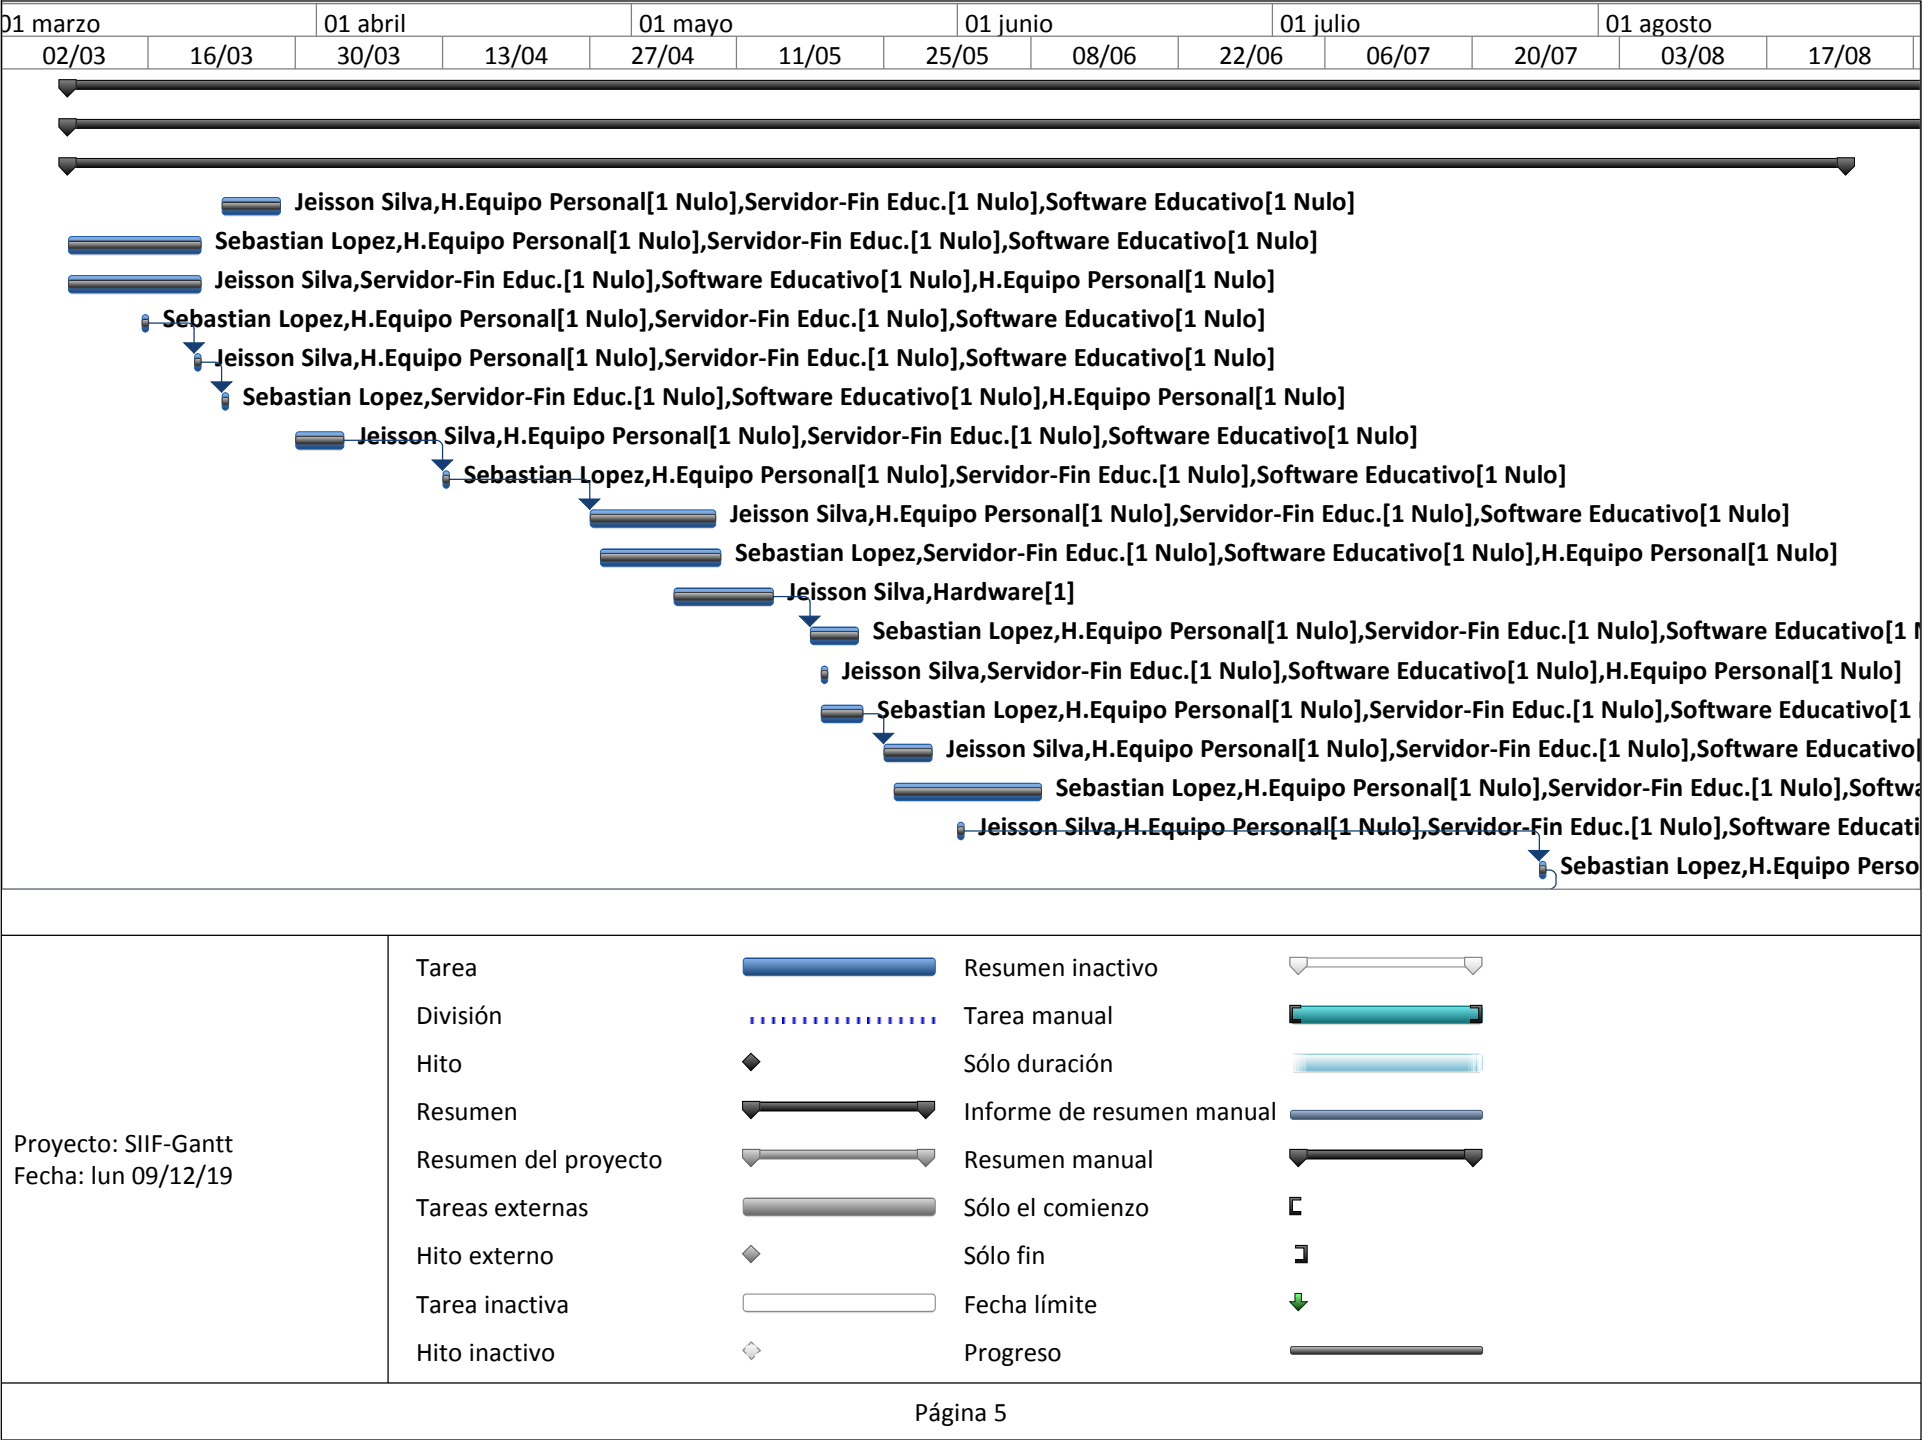 01 marzo 01 abril 01 mayo 01 junio 01 julio 01 agosto
02/03 16/03 30/03 13/04 27/04 11/05 25/05 08/06 22/06 06/07 20/07 03/08 17/08
Jeisson Silva,H.Equipo Personal[1 Nulo],Servidor-Fin Educ.[1 Nulo],Software Educativo[1 Nulo]
Sebastian Lopez,H.Equipo Personal[1 Nulo],Servidor-Fin Educ.[1 Nulo],Software Educativo[1 Nulo]
Jeisson Silva,Servidor-Fin Educ.[1 Nulo],Software Educativo[1 Nulo],H.Equipo Personal[1 Nulo]
Sebastian Lopez,H.Equipo Personal[1 Nulo],Servidor-Fin Educ.[1 Nulo],Software Educativo[1 Nulo]
Jeisson Silva,H.Equipo Personal[1 Nulo],Servidor-Fin Educ.[1 Nulo],Software Educativo[1 Nulo]
Sebastian Lopez,Servidor-Fin Educ.[1 Nulo],Software Educativo[1 Nulo],H.Equipo Personal[1 Nulo]
Jeisson Silva,H.Equipo Personal[1 Nulo],Servidor-Fin Educ.[1 Nulo],Software Educativo[1 Nulo]
Sebastian Lopez,H.Equipo Personal[1 Nulo],Servidor-Fin Educ.[1 Nulo],Software Educativo[1 Nulo]
Jeisson Silva,H.Equipo Personal[1 Nulo],Servidor-Fin Educ.[1 Nulo],Software Educativo[1 Nulo]
Sebastian Lopez,Servidor-Fin Educ.[1 Nulo],Software Educativo[1 Nulo],H.Equipo Personal[1 Nulo]
Jeisson Silva,Hardware[1]
Sebastian Lopez,H.Equipo Personal[1 Nulo],Servidor-Fin Educ.[1 Nulo],Software Educativo[1 N
Jeisson Silva,Servidor-Fin Educ.[1 Nulo],Software Educativo[1 Nulo],H.Equipo Personal[1 Nulo]
Sebastian Lopez,H.Equipo Personal[1 Nulo],Servidor-Fin Educ.[1 Nulo],Software Educativo[1
Jeisson Silva,H.Equipo Personal[1 Nulo],Servidor-Fin Educ.[1 Nulo],Software Educativo[
Sebastian Lopez,H.Equipo Personal[1 Nulo],Servidor-Fin Educ.[1 Nulo],Softwa
Jeisson Silva,H.Equipo Personal[1 Nulo],Servidor-Fin Educ.[1 Nulo],Software Educati
Sebastian Lopez,H.Equipo Perso
Proyecto: SIIF-Gantt
Fecha: lun 09/12/19
Tarea
División
Hito
Resumen
Resumen del proyecto
Tareas externas
Hito externo
Tarea inactiva
Hito inactivo
Resumen inactivo
Tarea manual
Sólo duración
Informe de resumen manual
Resumen manual
Sólo el comienzo
Sólo fin
Fecha límite
Progreso
Página 5